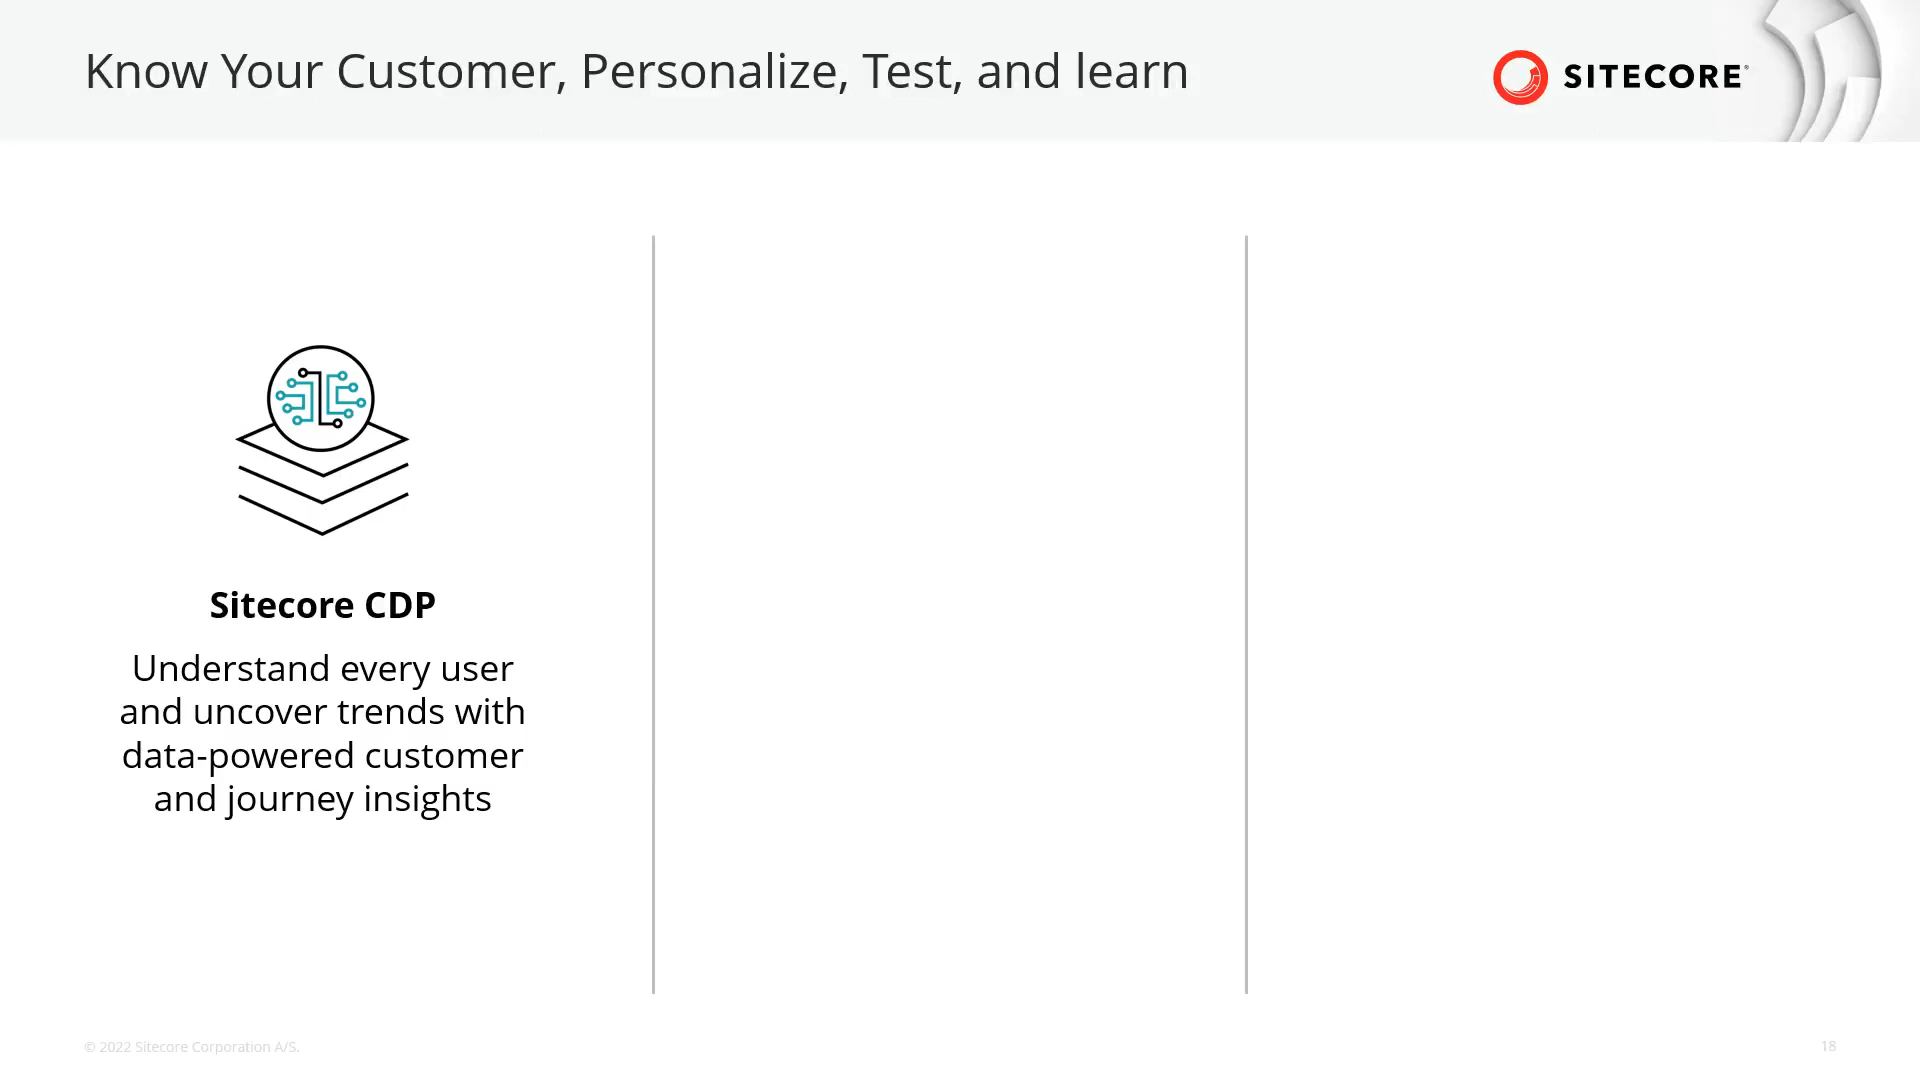 Know Your Customer, Personalize, Test, and learn
SITECORE®
Sitecore CDP
Understand every user
and uncover trends with
data-powered customer
and journey insights
© 2022 Sitecore Corporation A/S.
18